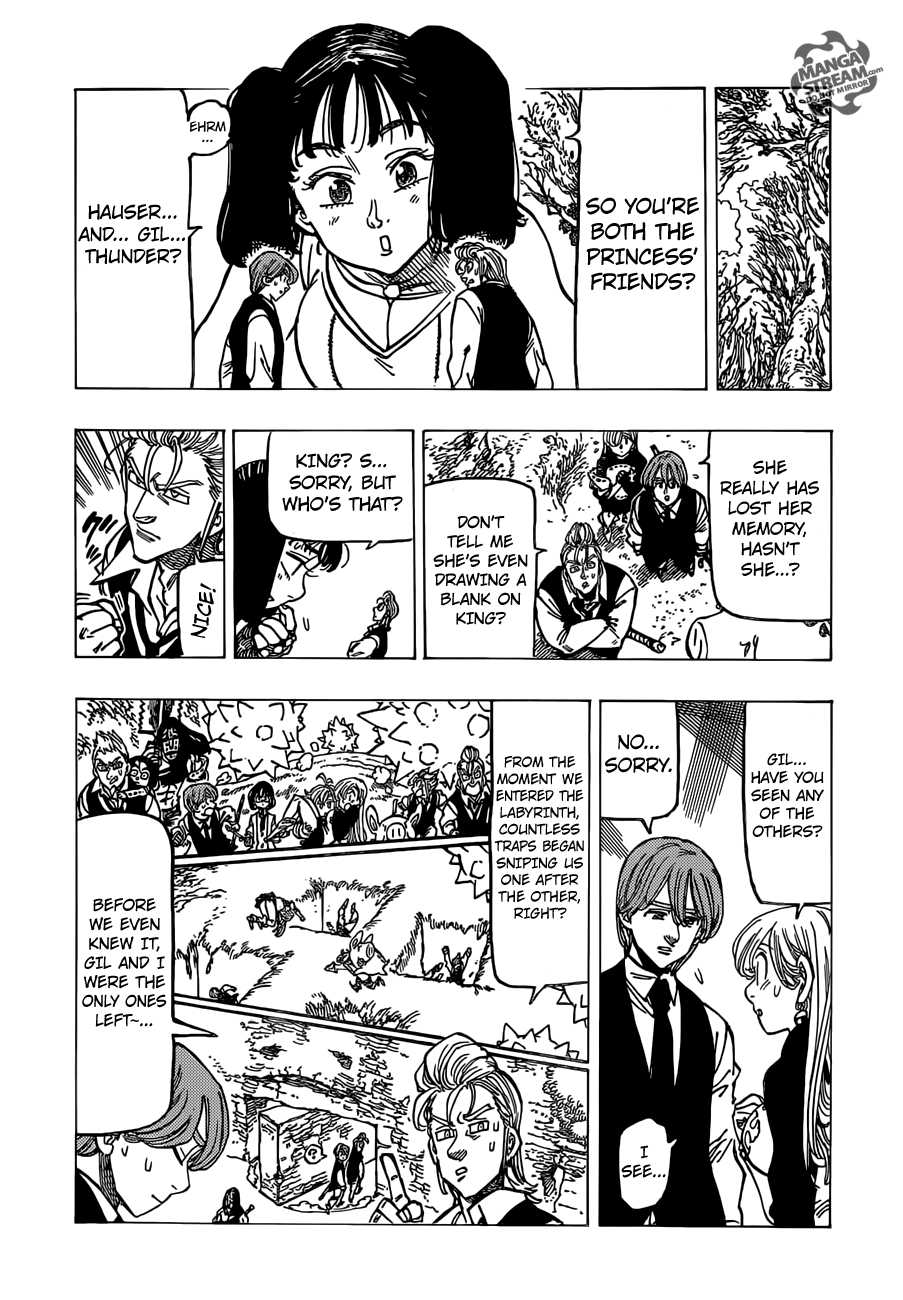 MANGA
STREAM.com
DO NOT MIRROR
SO YOU'RE
BOTH THE
PRINCESS'
FRIENDS?
EHRM
...
HAUSER...
AND... GIL...
THUNDER?
SHE
REALLY HAS
LOST HER
MEMORY,
HASN'T
SHE...?
DON'T
TELL ME
SHE'S EVEN
DRAWING A
BLANK ON
KING?
KING? S...
SORRY, BUT
WHO'S THAT?
NICE!
GIL...
HAVE YOU
SEEN ANY
OF THE
OTHERS?
NO...
SORRY.
I
SEE...
FROM THE
MOMENT WE
ENTERED THE
LABYRINTH,
COUNTLESS
TRAPS BEGAN
SNIPING US
ONE AFTER
THE OTHER,
RIGHT?
BEFORE
WE EVEN
KNEW IT,
GIL AND I
WERE THE
ONLY ONES
LEFT~...